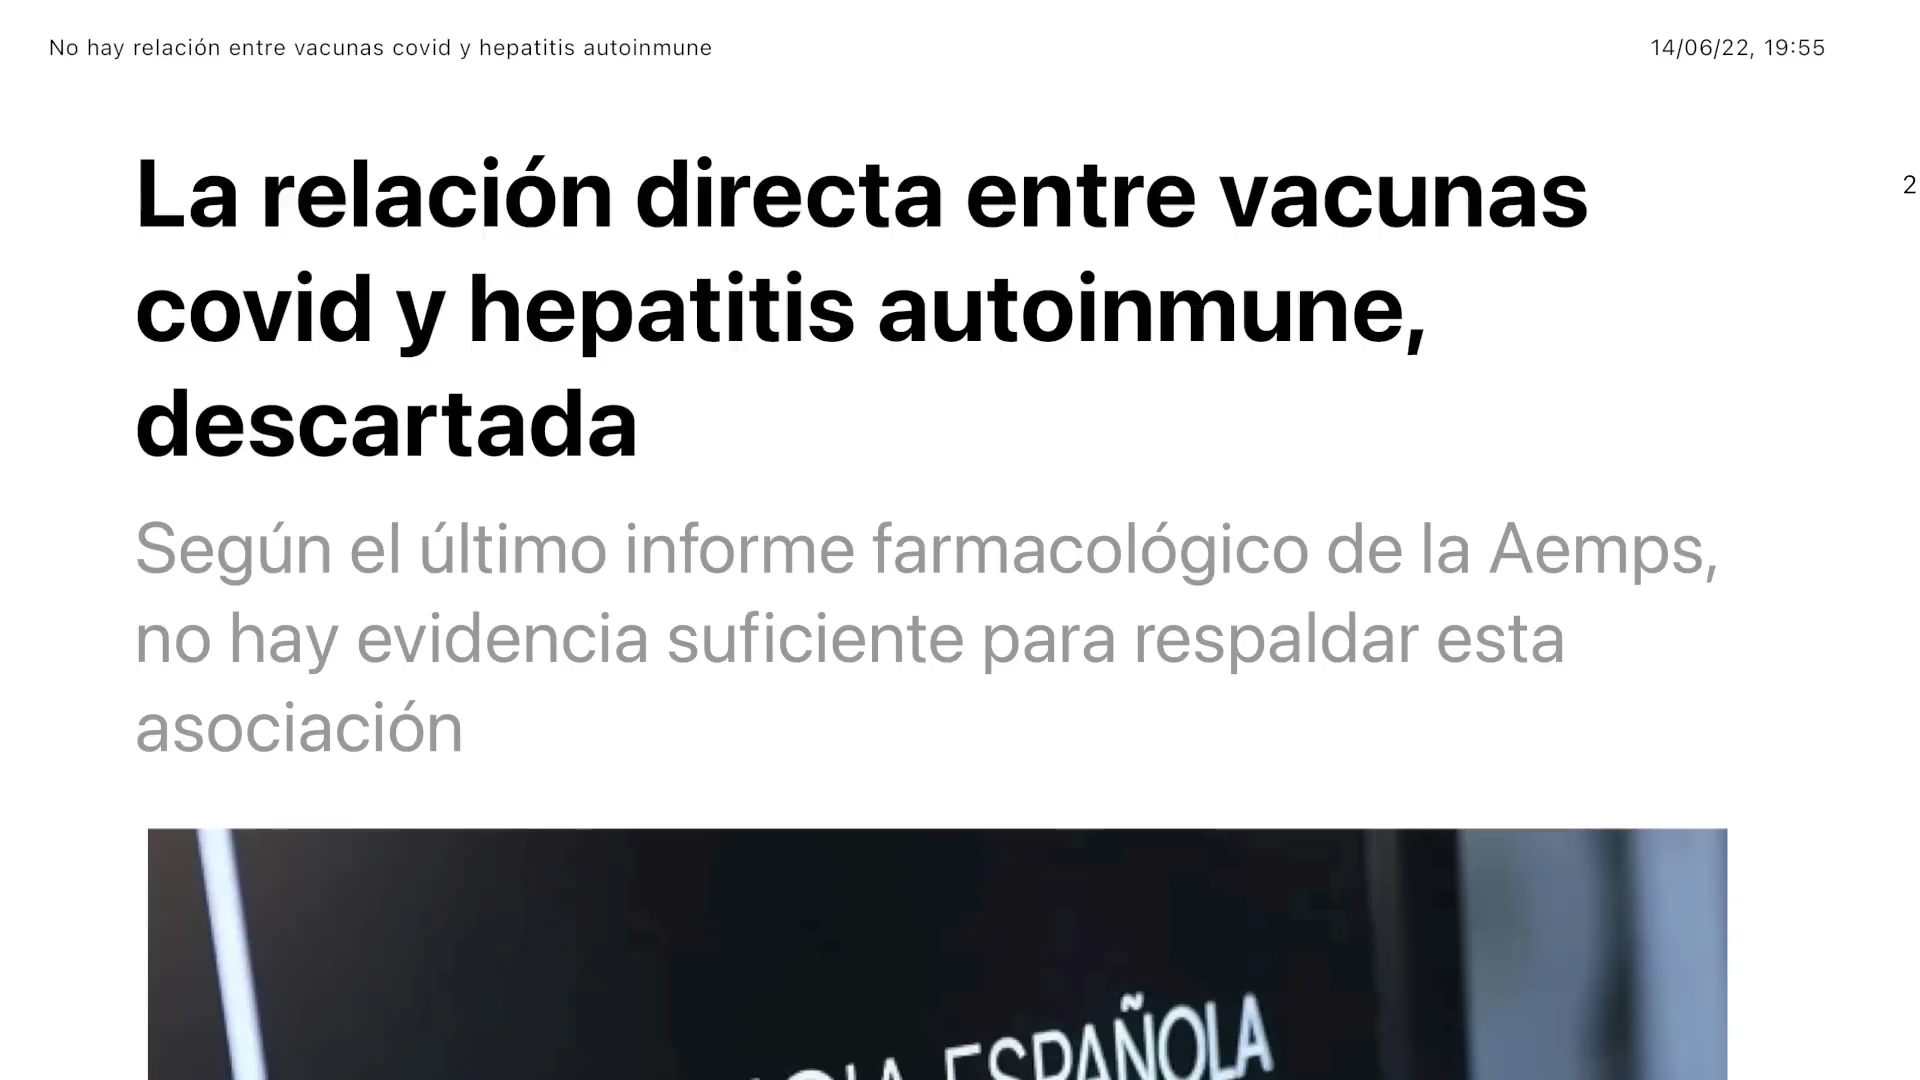 No hay relación entre vacunas covid y hepatitis autoinmune
14/06/22, 19:55
La relación directa entre vacunas
2
covid y hepatitis autoinmune,
descartada
Según el último informe farmacológico de la Aemps,
no hay evidencia suficiente para respaldar esta
asociación
ESPAÑOLA